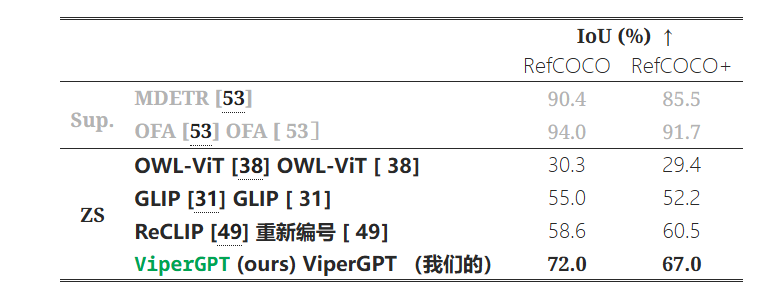 IoU (%) ↑
RefCOCO RefCOCO+
Sup.
MDETR [53] 90.4 85.5
OFA [53] OFA [ 53］ 94.0 91.7
ZS
OWL-ViT [38] OWL-ViT [ 38] 30.3 29.4
GLIP [31] GLIP [ 31] 55.0 52.2
ReCLIP [49] 重新编号 [ 49] 58.6 60.5
ViperGPT (ours) ViperGPT （我们的） 72.0 67.0